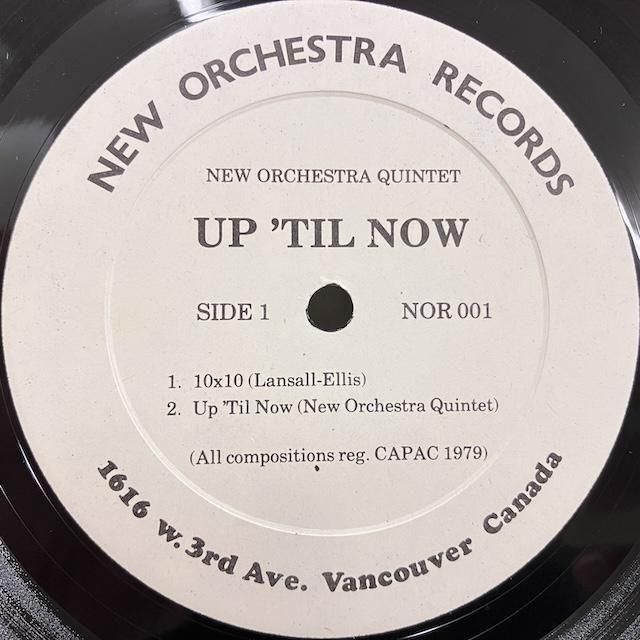 NEW ORCHESTRA RECORDS
NEW ORCHESTRA QUINTET
UP ’TIL NOW
SIDE 1 NOR 001
1. 10x10 (Lansall-Ellis)
2. Up ’Til Now (New Orchestra Quintet)
(All compositions reg. CAPAC 1979)
1616 w. 3rd Ave. Vancouver Canada